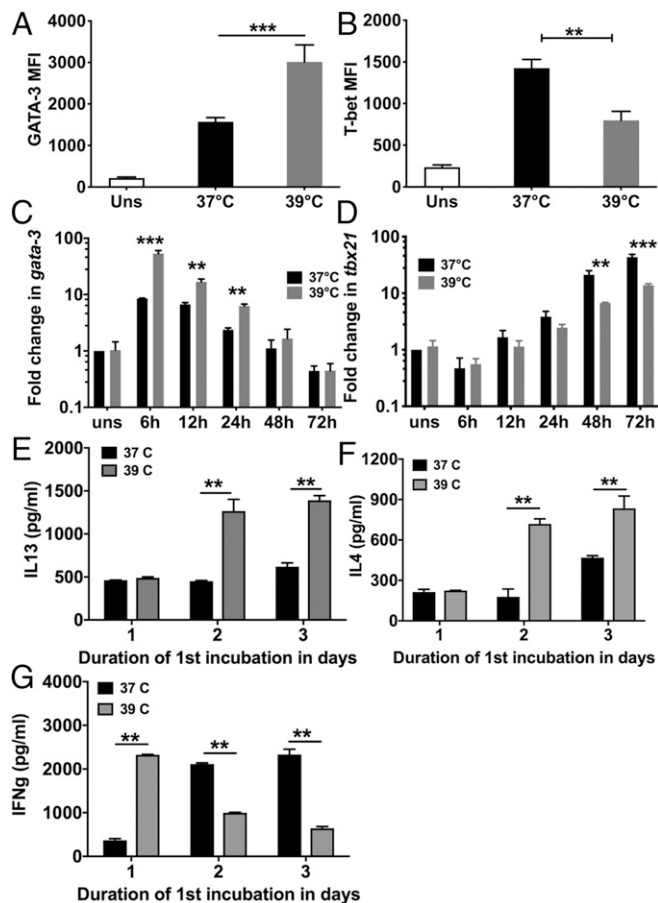 A
GATA-3 MFI
4000
3000
2000
1000
0
***
Uns
37°C
39°C
B
T-bet MFI
2000
1500
1000
500
0
**
Uns
37°C
39°C
C
Fold change in gata-3
100
10
1
0.1
***
**
**
37°C
39°C
uns
6h
12h
24h
48h
72h
D
Fold change in tbx21
100
10
1
0.1
37°C
39°C
**
***
uns
6h
12h
24h
48h
72h
E
IL13 (pg/ml)
2000
1500
1000
500
0
37 C
39 C
**
**
1
2
3
Duration of 1st incubation in days
F
IL4 (pg/ml)
1200
900
600
300
0
37 C
39 C
**
**
1
2
3
Duration of 1st incubation in days
G
IFNg (pg/ml)
4000
3000
2000
1000
0
37 C
39 C
**
**
**
1
2
3
Duration of 1st incubation in days